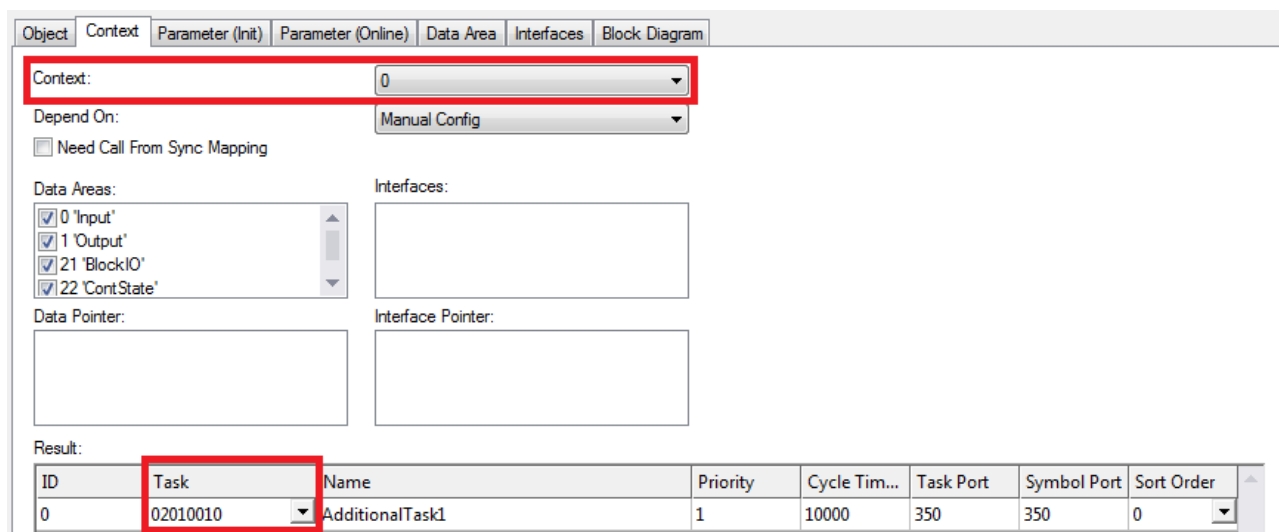 Object Context Parameter (Init) Parameter (Online) Data Area Interfaces Block Diagram
Context: 0
Depend On: Manual Config
Need Call From Sync Mapping
Data Areas: Interfaces:
0 'Input'
1 'Output'
21 'BlockIO'
22 'ContState'
Data Pointer: Interface Pointer:
Result:
ID Task Name Priority Cycle Tim... Task Port Symbol Port Sort Order
0 02010010 AdditionalTask1 1 10000 350 350 0